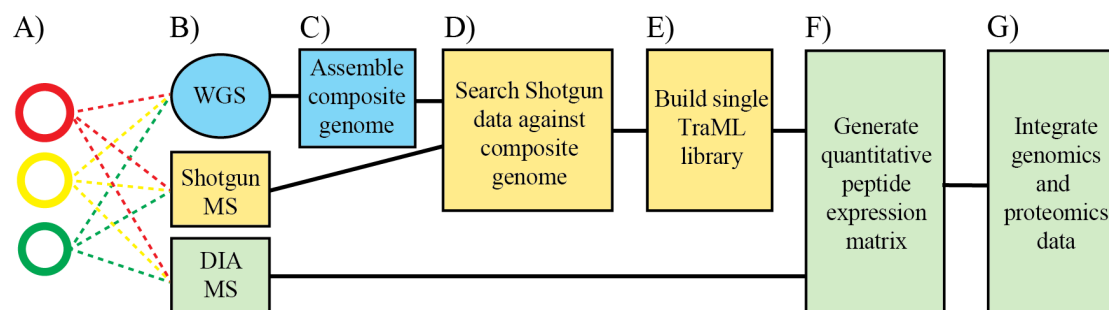 A)
B)
C)
D)
E)
F)
G)
WGS
Assemble
composite
genome
Shotgun
MS
DIA
MS
Search Shotgun
data against
composite
genome
Build single
TraML
library
Generate
quantitative
peptide
expression
matrix
Integrate
genomics
and
proteomics
data